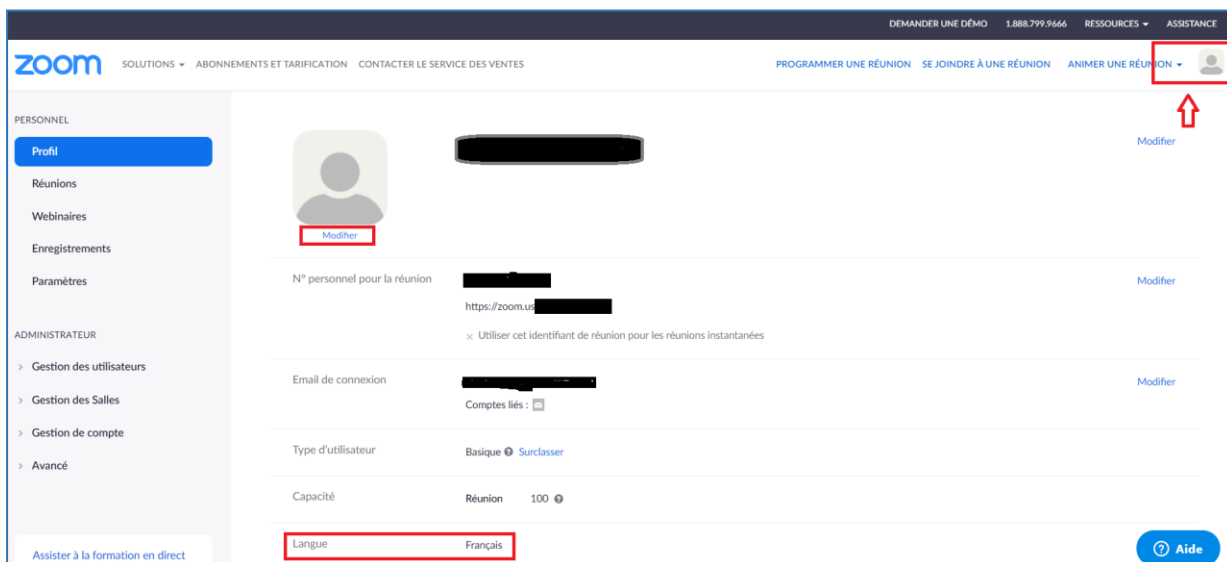 DEMANDER UNE DÉMO 1.888.799.9666 RESSOURCES ASSISTANCE
zoom SOLUTIONS ABONNEMENTS ET TARIFICATION CONTACTER LE SERVICE DES VENTES PROGRAMMER UNE RÉUNION SE JOINDRE À UNE RÉUNION ANIMER UNE RÉUNION
PERSONNEL
Profil
Réunions
Webinaires
Enregistrements
Paramètres
ADMINISTRATEUR
Gestion des utilisateurs
Gestion des Salles
Gestion de compte
Avancé
Assister à la formation en direct
Modifier
Modifier
N° personnel pour la réunion
https://zoom.us
Modifier
× Utiliser cet identifiant de réunion pour les réunions instantanées
Email de connexion
Modifier
Comptes liés :
Type d'utilisateur Basique Surclasser
Capacité Réunion 100
Langue Français
Aide